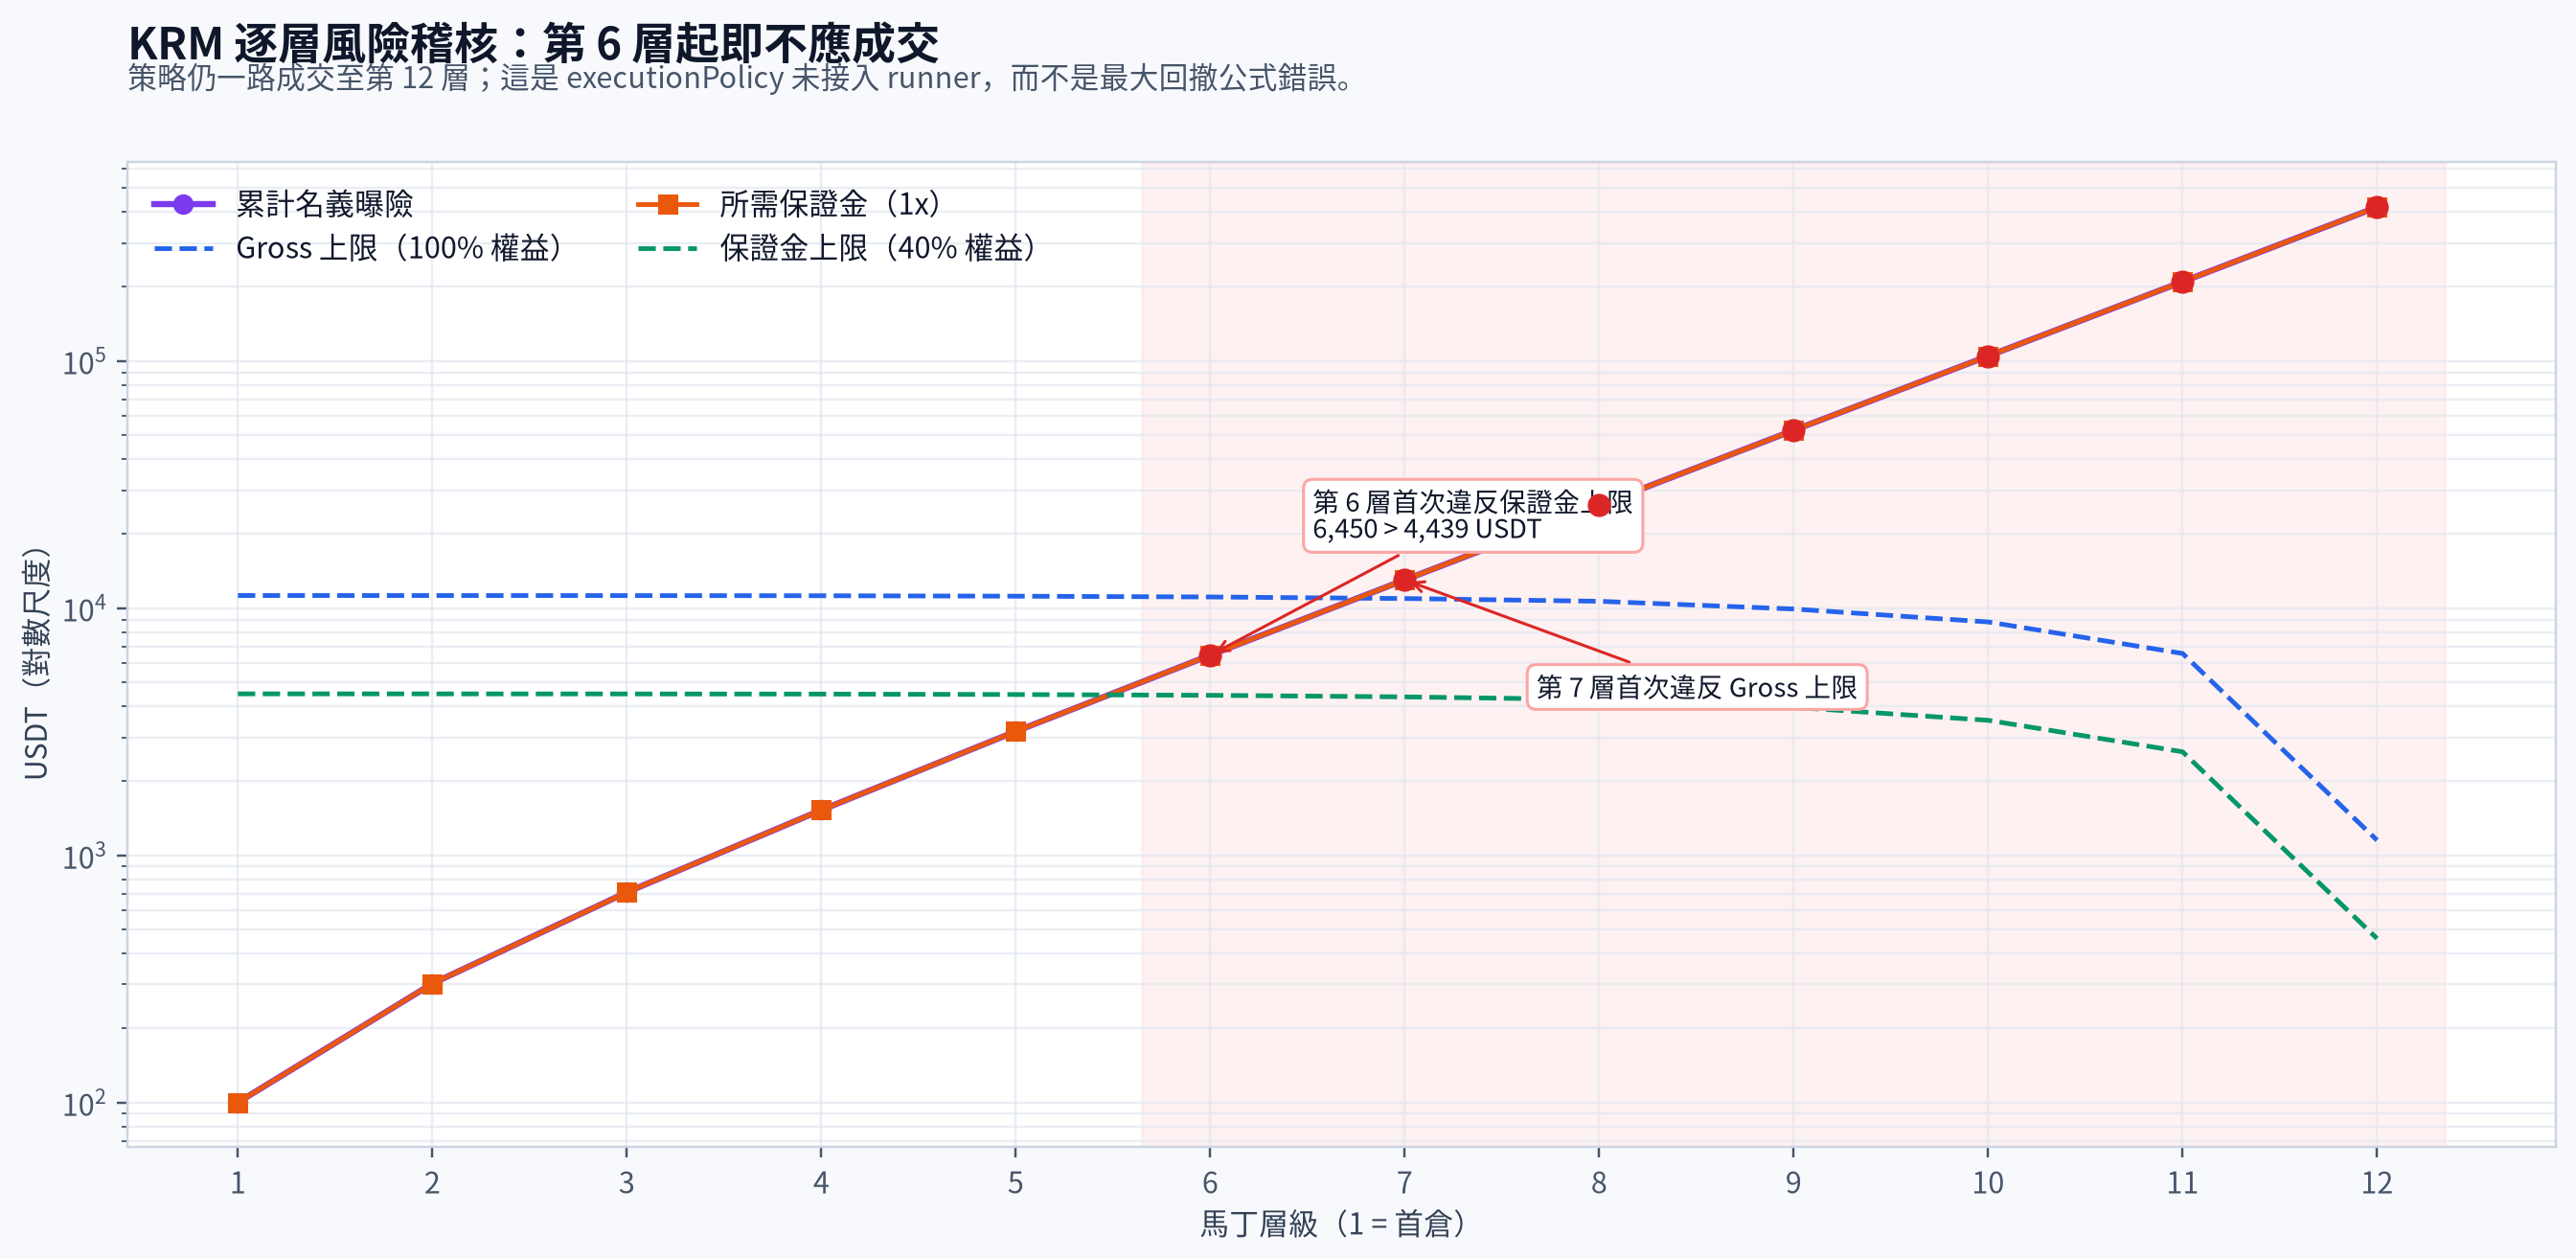 KRM 逐層風險稽核：第 6 層起即不應成交
策略仍一路成交至第 12 層；這是 executionPolicy 未接入 runner，而不是最大回撤公式錯誤。
累計名義曝險
所需保證金（1x）
Gross 上限（100% 權益）
保證金上限（40% 權益）
第 6 層首次違反保證金上限
6,450 > 4,439 USDT
第 7 層首次違反 Gross 上限
USDT（對數尺度）
10⁵
10⁴
10³
10²
1 2 3 4 5 6 7 8 9 10 11 12
馬丁層級（1 = 首倉）